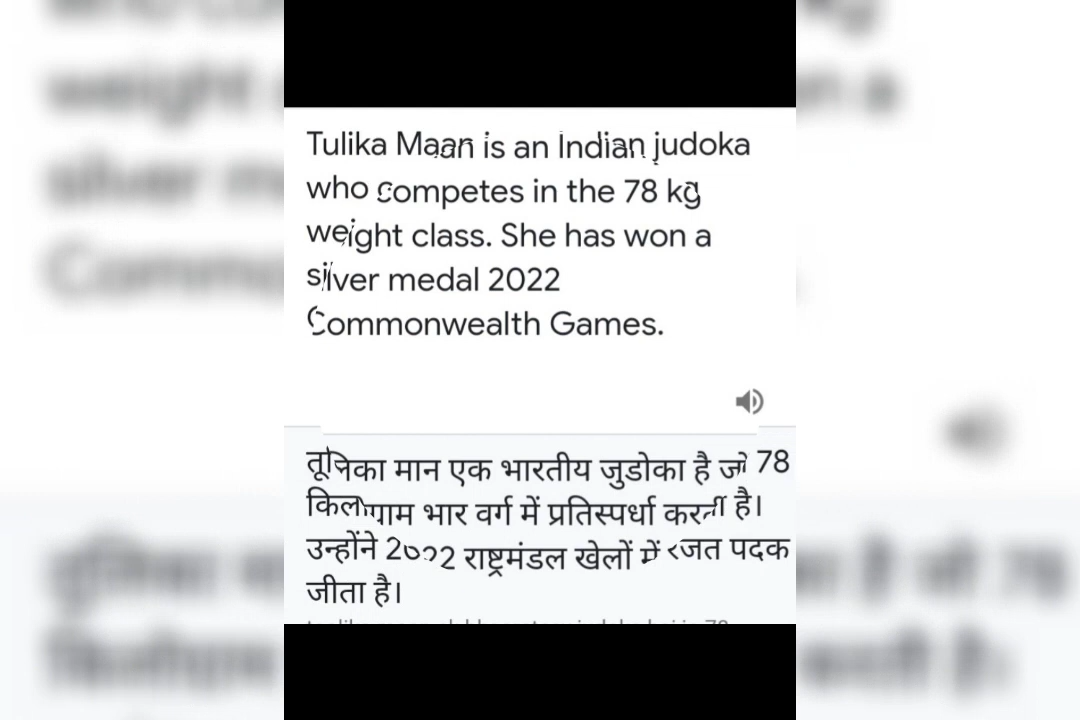 Tulika Maan is an Indian judoka
who competes in the 78 kg
weight class. She has won a
silver medal 2022
Commonwealth Games.
तूलिका मान एक भारतीय जुडोका है जो 78
किलोग्राम भार वर्ग में प्रतिस्पर्धा करती है।
उन्होंने 2022 राष्ट्रमंडल खेलों में रजत पदक
जीता है।